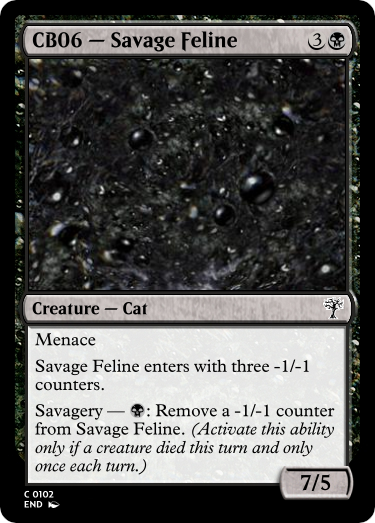 CB06 — Savage Feline 3
Creature — Cat
Menace
Savage Feline enters with three -1/-1
counters.
Savagery — : Remove a -1/-1 counter
from Savage Feline. (Activate this ability
only if a creature died this turn and only
once each turn.)
7/5
C 0102
END